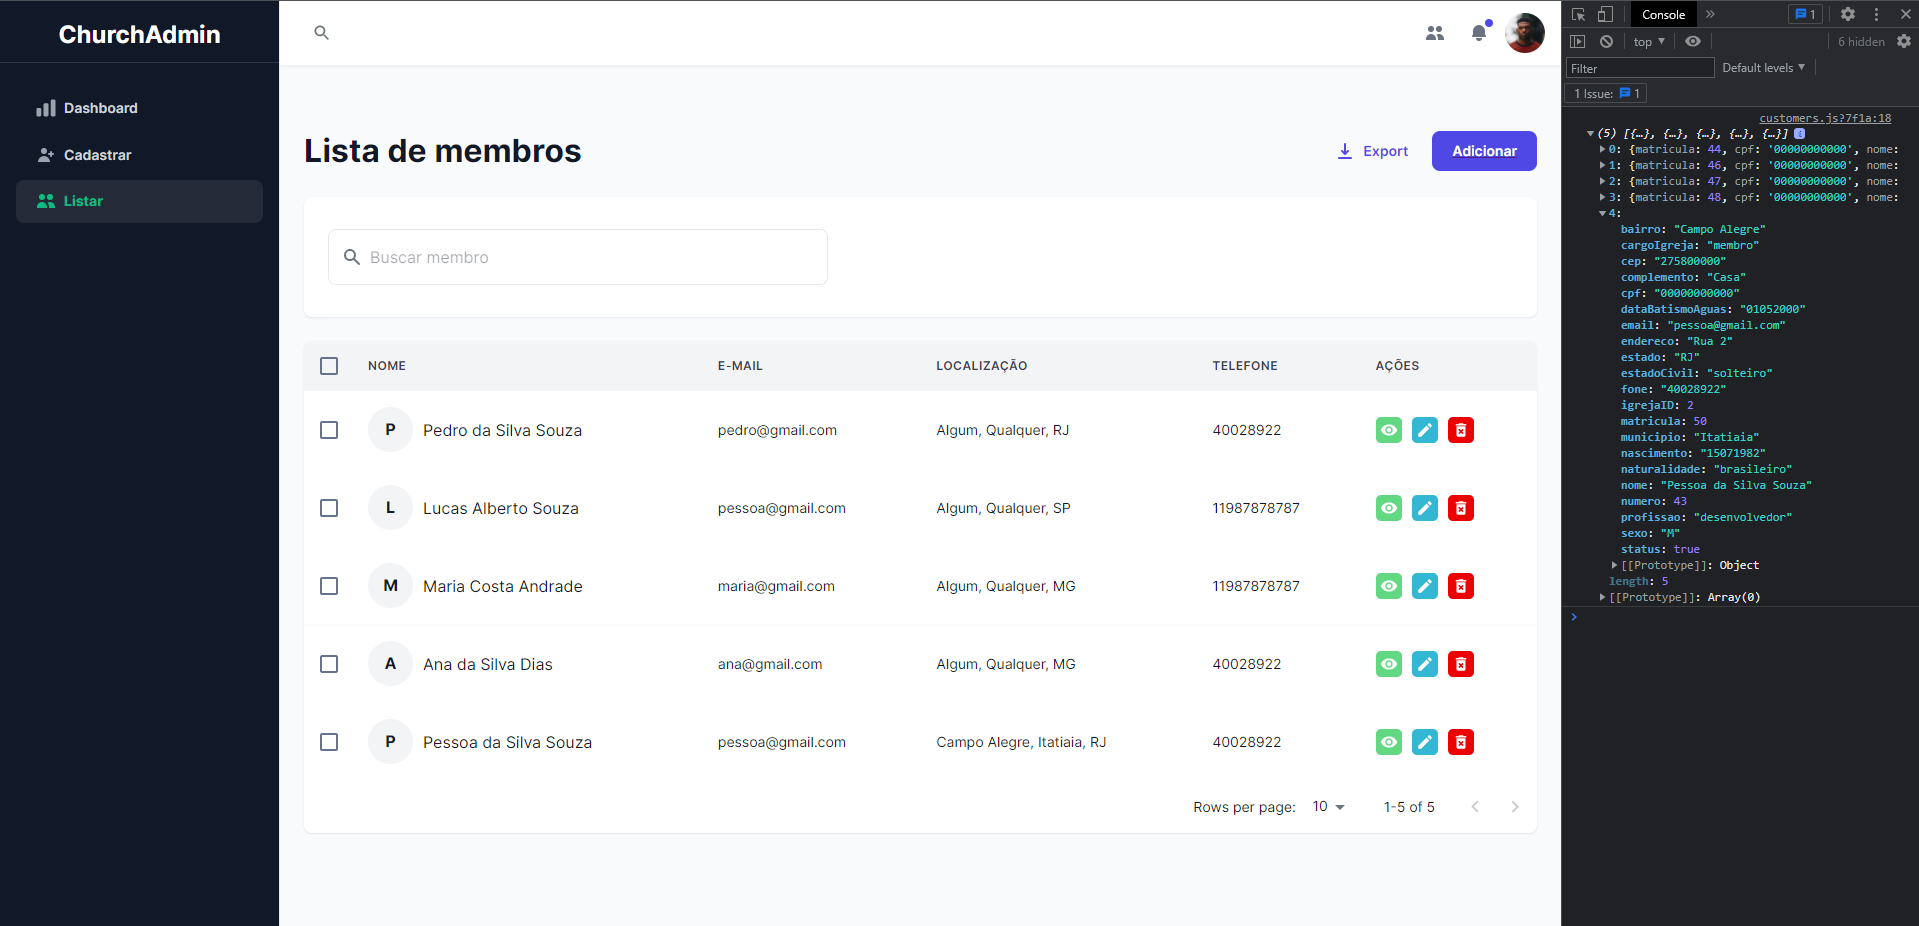 ChurchAdmin
Dashboard
Cadastrar
Listar
Lista de membros
Export
Adicionar
Buscar membro
NOME E-MAIL LOCALIZAÇÃO TELEFONE AÇÕES
P Pedro da Silva Souza pedro@gmail.com Algum, Qualquer, RJ 40028922
L Lucas Alberto Souza pessoa@gmail.com Algum, Qualquer, SP 11987878787
M Maria Costa Andrade maria@gmail.com Algum, Qualquer, MG 11987878787
A Ana da Silva Dias ana@gmail.com Algum, Qualquer, MG 40028922
P Pessoa da Silva Souza pessoa@gmail.com Campo Alegre, Itatiaia, RJ 40028922
Rows per page: 10 1-5 of 5
Console » 1
top 6 hidden
Filter Default levels
1 Issue: 1
customers.js?7f1a:18
(5) [{…}, {…}, {…}, {…}, {…}] i
0: {matricula: 44, cpf: '00000000000', nome:
1: {matricula: 46, cpf: '00000000000', nome:
2: {matricula: 47, cpf: '00000000000', nome:
3: {matricula: 48, cpf: '00000000000', nome:
4:
bairro: "Campo Alegre"
cargoIgreja: "membro"
cep: "275800000"
complemento: "Casa"
cpf: "00000000000"
dataBatismoAguas: "01052000"
email: "pessoa@gmail.com"
endereco: "Rua 2"
estado: "RJ"
estadoCivil: "solteiro"
fone: "40028922"
igrejaID: 2
matricula: 50
municipio: "Itatiaia"
nascimento: "15071982"
naturalidade: "brasileiro"
nome: "Pessoa da Silva Souza"
numero: 43
profissao: "desenvolvedor"
sexo: "M"
status: true
[[Prototype]]: Object
length: 5
[[Prototype]]: Array(0)